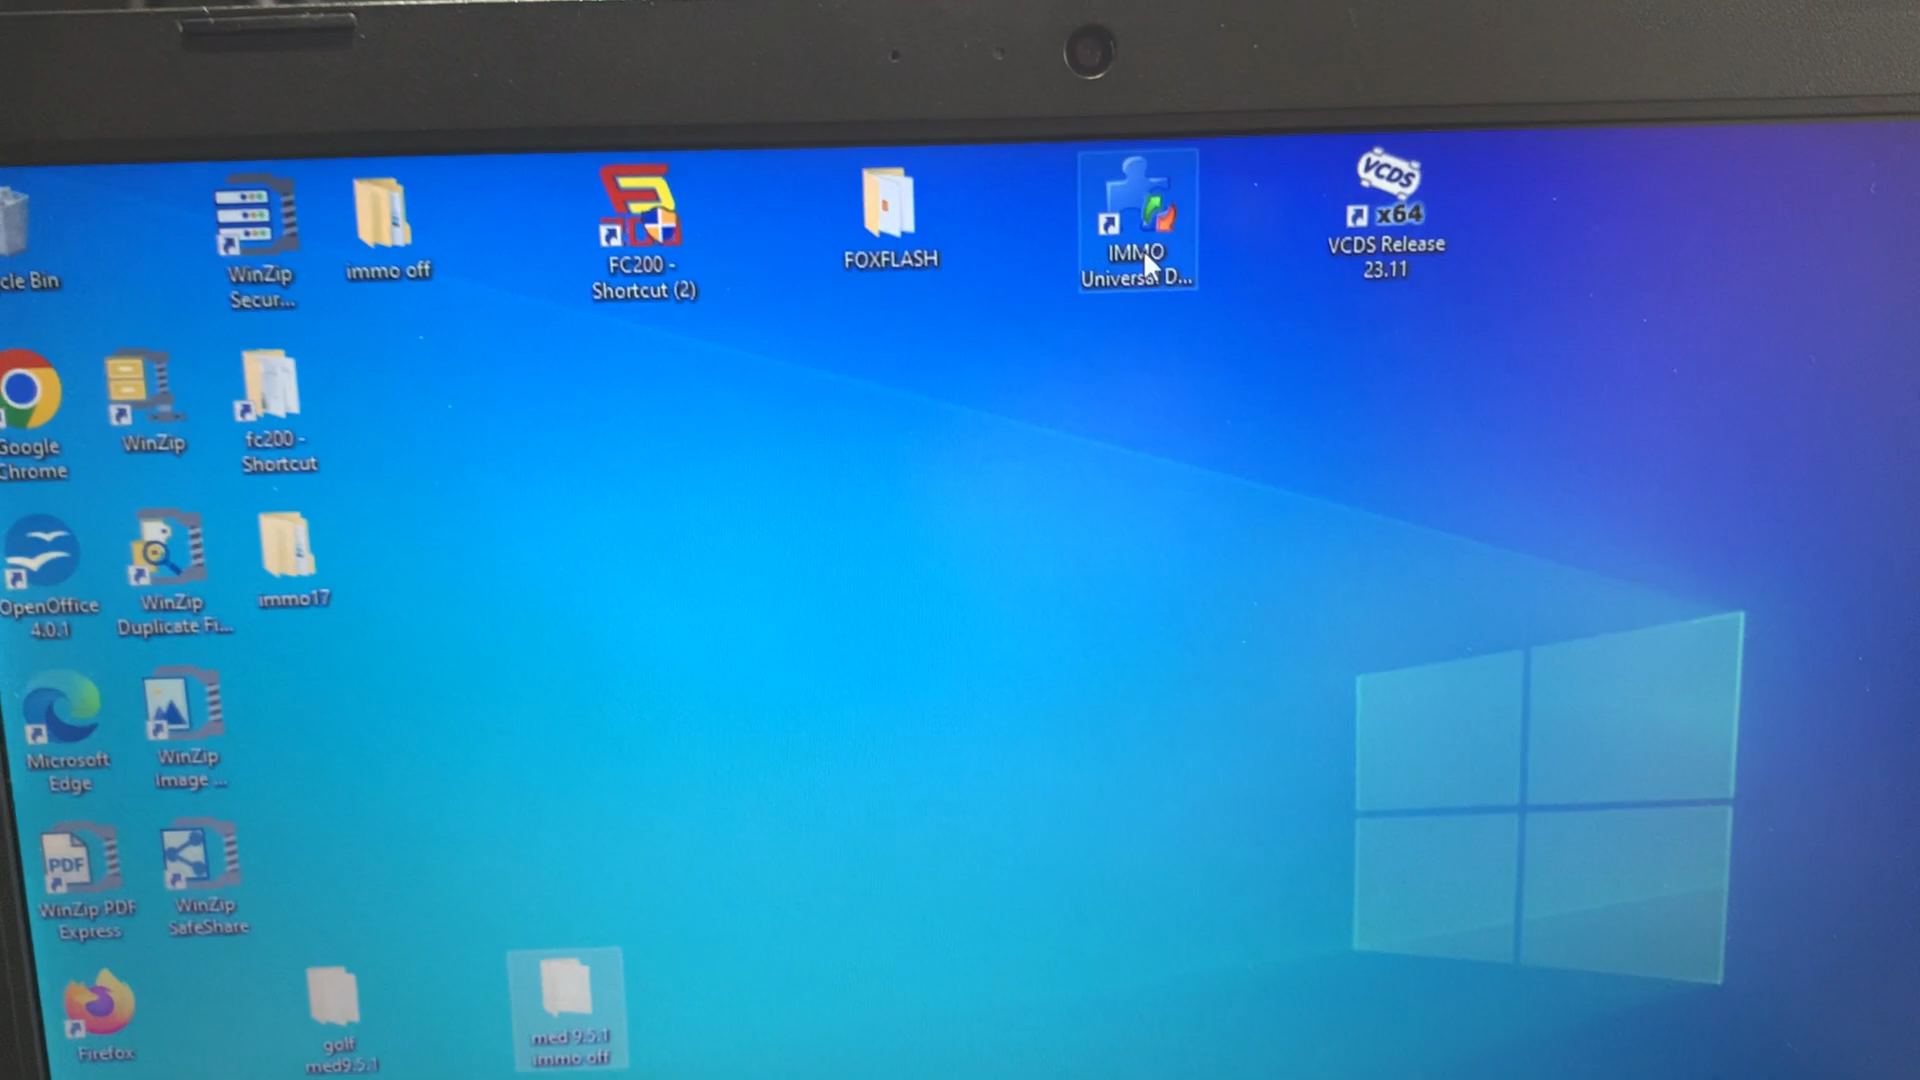 cle Bin
WinZip
Secur...
immo off
FC200 -
Shortcut (2)
FOXFLASH
IMMO
Universal D...
VCDS
x64
VCDS Release
23.11
Google
Chrome
WinZip
fc200 -
Shortcut
OpenOffice
4.0.1
WinZip
Duplicate Fi...
immo17
Microsoft
Edge
WinZip
Image ...
PDF
WinZip PDF
Express
WinZip
SafeShare
Firefox
golf
med9.5.1
med 9.5.1
immo off